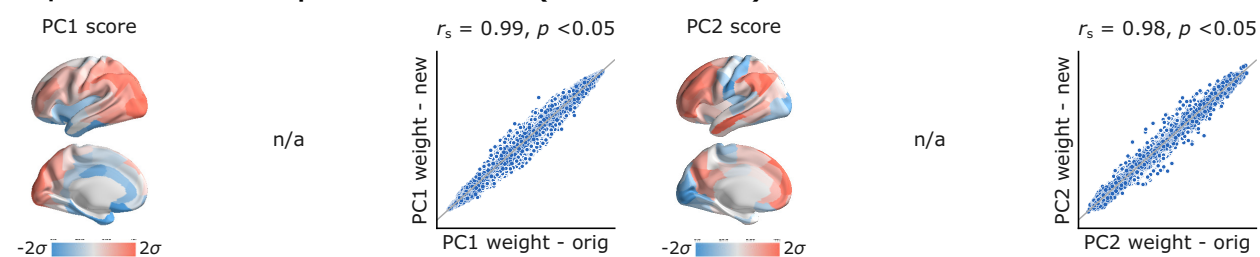 PC1 score
n/a
r_s = 0.99, p <0.05
PC1 weight - new
PC1 weight - orig
-2σ 2σ
PC2 score
n/a
r_s = 0.98, p <0.05
PC2 weight - new
PC2 weight - orig
-2σ 2σ